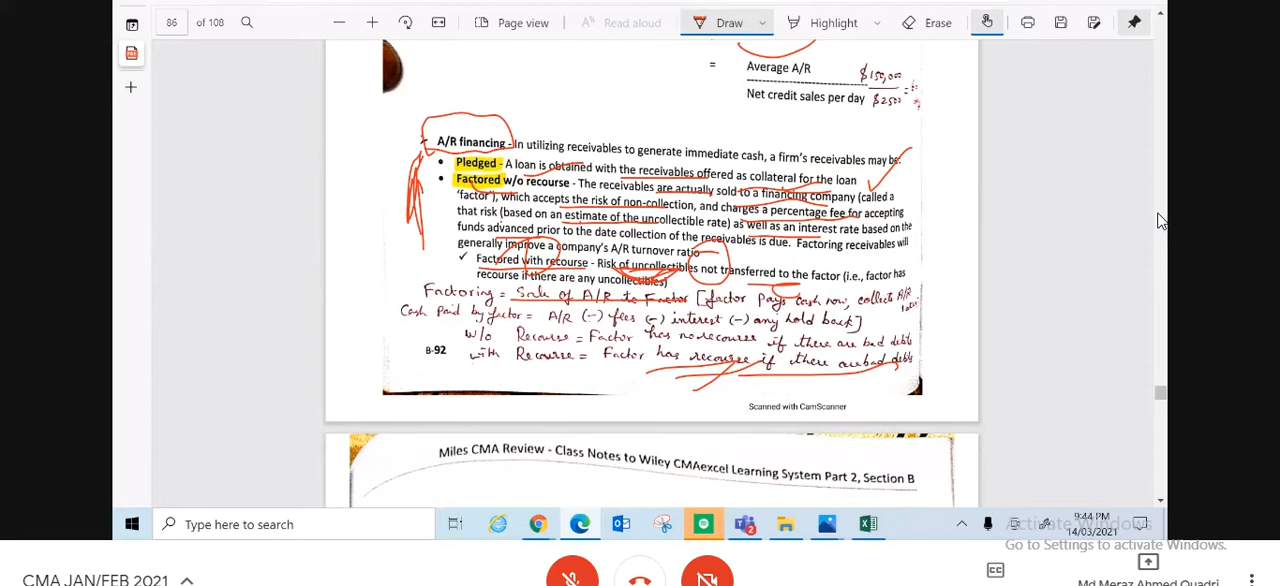 86 of 108
Page view
Read aloud
Draw
Highlight
Erase
= Average A/R $150,000
Net credit sales per day $2500
A/R financing - In utilizing receivables to generate immediate cash, a firm's receivables may be:
• Pledged - A loan is obtained with the receivables offered as collateral for the loan
• Factored w/o recourse - The receivables are actually sold to a financing company (called a
'factor'), which accepts the risk of non-collection, and charges a percentage fee for accepting
that risk (based on an estimate of the uncollectible rate) as well as an interest rate based on the
funds advanced prior to the date collection of the receivables is due. Factoring receivables will
generally improve a company's A/R turnover ratio
✓ Factored with recourse - Risk of uncollectibles not transferred to the factor (i.e., factor has
recourse if there are any uncollectibles)
Factoring = Sale of A/R to Factor [factor pays cash now, collects A/R
Cash paid by factor = A/R (-) fees (-) interest (-) any hold back]
w/o Recourse = Factor has no recourse if there are bad debts
B-92
with Recourse = Factor has recourse if there are bad debts
Scanned with CamScanner
Miles CMA Review - Class Notes to Wiley CMAexcel Learning System Part 2, Section B
Type here to search
9:44 PM
14/03/2021
Activate Windows
Go to Settings to activate Windows.
CMA JAN/FEB 2021
Md Meraz Ahmed Quadri